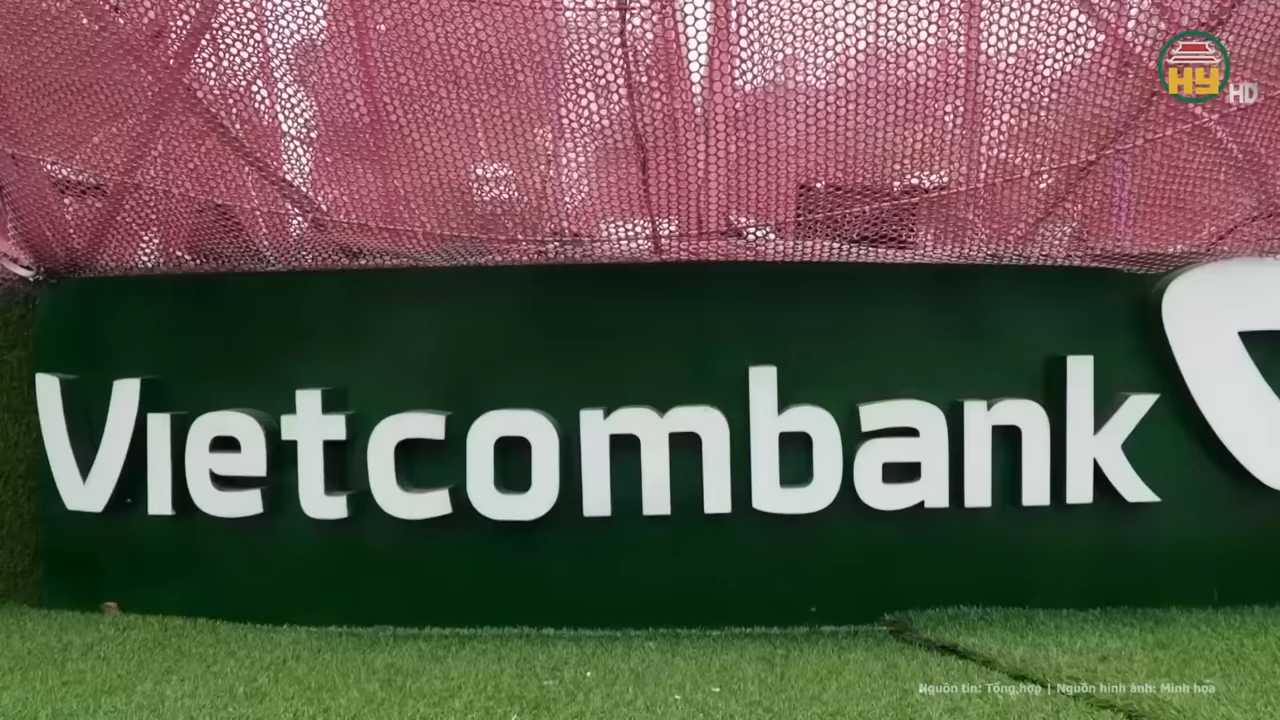 HY
HD
Vietcombank
Nguồn tin: Tổng hợp | Nguồn hình ảnh: Minh họa